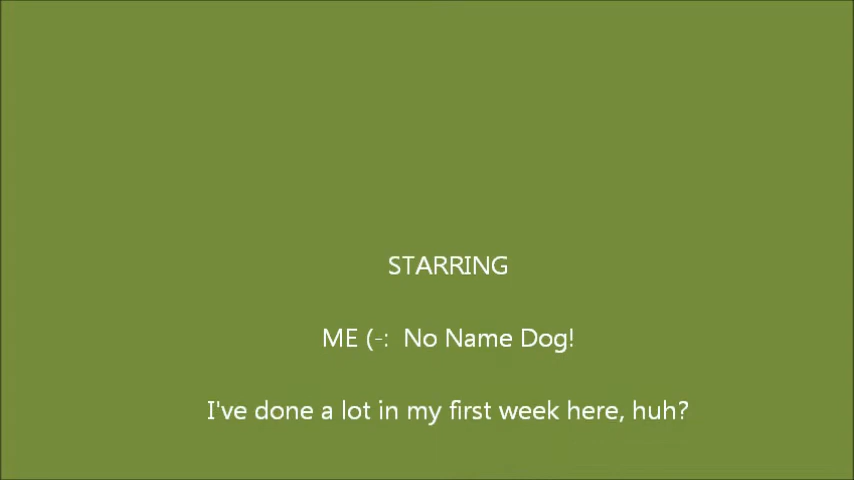 STARRING
ME (-:  No Name Dog!
I've done a lot in my first week here, huh?